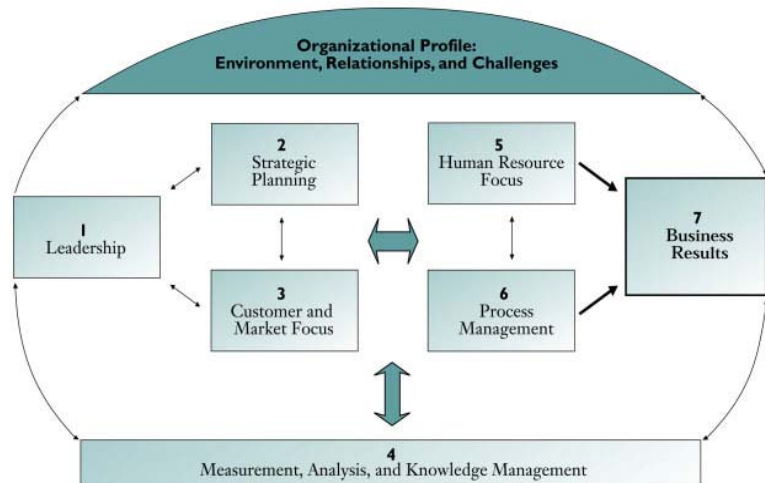 Organizational Profile:
Environment, Relationships, and Challenges
2
Strategic
Planning
5
Human Resource
Focus
1
Leadership
7
Business
Results
3
Customer and
Market Focus
6
Process
Management
4
Measurement, Analysis, and Knowledge Management